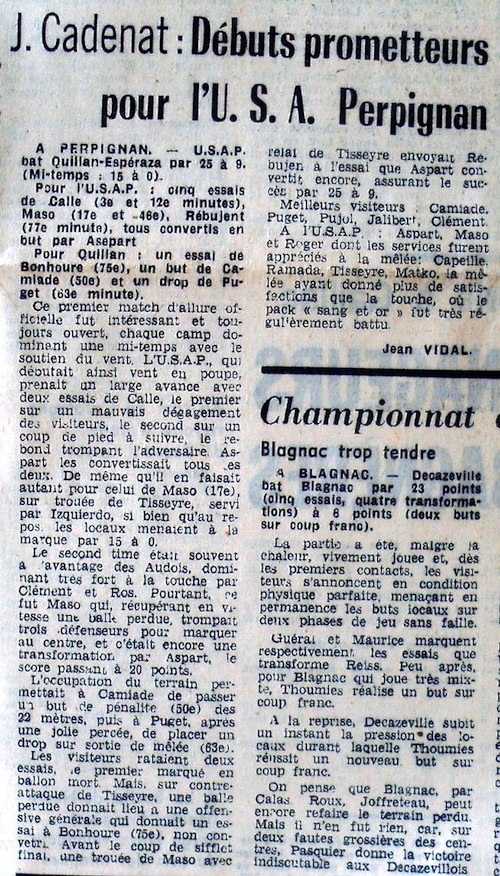 J. Cadenat : Débuts prometteurs
pour l'U. S. A. Perpignan
A PERPIGNAN. — U.S.A.P.
bat Quillan-Espéraza par 25 à 9.
(Mi-temps : 15 à 0).
Pour l'U.S.A.P. : cinq essais
de Calle (3e et 12e minutes),
Maso (17e et 46e), Rébujent
(77e minute), tous convertis en
but par Asepart
Pour Quillan : un essai de
Bonhoure (75e), un but de Ca-
miade (50e) et un drop de Pu-
get (63e minute).
Ce premier match d'allure of-
ficielle fut intéressant et tou-
jours ouvert, chaque camp do-
minant une mi-temps avec le
soutien du vent. L'U.S.A.P., qui
débutait ainsi vent en poupe,
prenait un large avance avec
deux essais de Calle, le premier
sur un mauvais dégagement
des visiteurs, le second sur un
coup de pied à suivre, le re-
bond trompant l'adversaire. As-
part les convertissait tous les
deux. De même qu'il en faisait
autant pour celui de Maso (17e),
sur trouée de Tisseyre, servi
par Izquierdo, si bien qu'au re-
pos, les locaux menaient à la
marque par 15 à 0.
Le second time était souvent
à l'avantage des Audois, domi-
nant très fort à la touche par
Clément et Ros. Pourtant, ce
fut Maso qui, récupérant en vi-
tesse une balle perdue, trompait
trois défenseurs pour marquer
au centre, et c'était encore une
transformation par Aspart, le
score passant à 20 points.
L'occupation du terrain per-
mettait à Camiade de passer
un but de pénalité (50e) des
22 mètres, puis à Puget, après
une jolie percée, de placer un
drop sur sortie de mêlée (63e).
Les visiteurs rataient deux
essais, le premier marqué en
ballon mort. Mais, sur contre-
attaque de Tisseyre, une balle
perdue donnait lieu à une offen-
sive générale qui donnait un es-
sai à Bonhoure (75e), non con-
verti. Avant le coup de sifflet
final, une trouée de Maso avec
relai de Tisseyre envoyait Re-
bujen à l'essai que Aspart con-
vertit encore, assurant le suc-
cès par 25 à 9.
Meilleurs visiteurs : Camiade.
Puget, Pujol, Jalibert, Clément.
A l'U.S.A.P. : Aspart, Maso
et Roger dont les services furent
appréciés à la mêlée: Capeille,
Ramada, Tisseyre, Matko, la mê-
lée ayant donné plus de satis-
factions que la touche, où le
pack « sang et or » fut très ré-
gulièrement battu.
Jean VIDAL.
Championnat
Blagnac trop tendre
A BLAGNAC. — Decazeville
bat Blagnac par 23 points
(cinq essais, quatre transforma-
tions) à 6 points (deux buts
sur coup franc).
La partie a été, malgré la
chaleur, vivement jouée et, dès
les premiers contacts, les visi-
teurs s'annoncent en condition
physique parfaite, menaçant en
permanence les buts locaux sur
deux phases de jeu sans faille.
Guéral et Maurice marquent
respectivement les essais que
transforme Reiss. Peu après,
pour Blagnac qui joue très mix-
te, Thoumies réalise un but sur
coup franc.
A la reprise, Decazeville subit
un instant la pression des lo-
caux durant laquelle Thoumies
réussit un nouveau but sur
coup franc.
On pense que Blagnac, par
Calas, Roux, Joffreteau, peut
encore refaire le terrain perdu.
Mais il n'en fut rien, car, sur
deux fautes grossières des cen-
tres, Pasquier donne la victoire
indiscutable aux Decazevillois